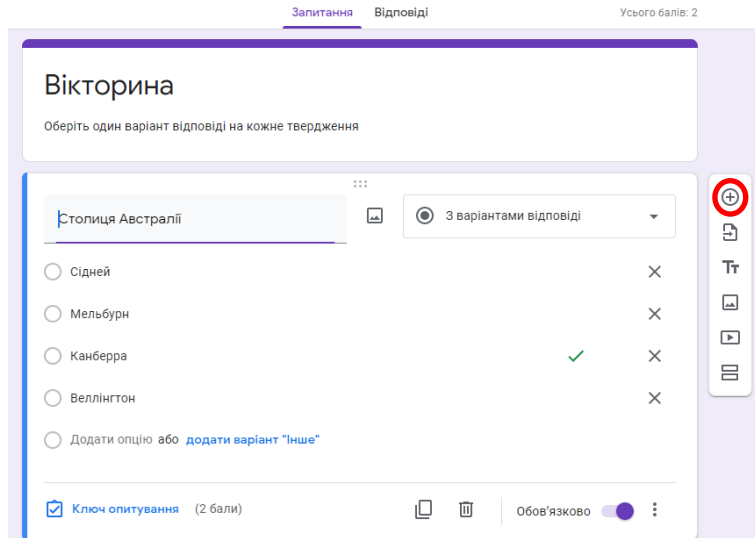 Запитання Відповіді Усього балів: 2
Вікторина
Оберіть один варіант відповіді на кожне твердження
Столиця Австралії З варіантами відповіді
Сідней
Мельбурн
Канберра
Веллінгтон
Додати опцію або додати варіант "Інше"
Ключ опитування (2 бали) Обов'язково